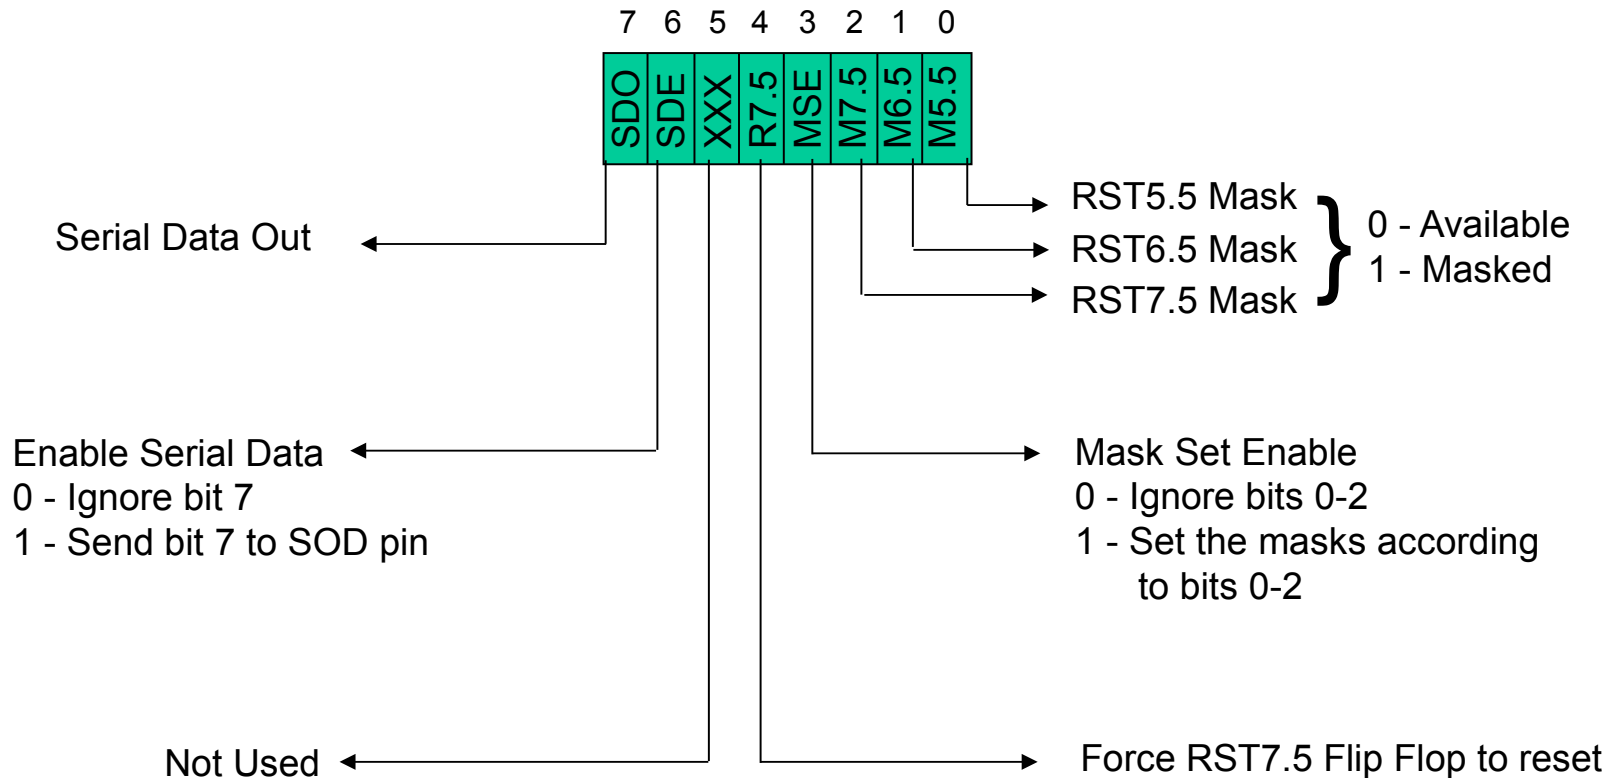 7 6 5 4 3 2 1 0
SDO SDE XXX R7.5 MSE M7.5 M6.5 M5.5
Serial Data Out
RST5.5 Mask
RST6.5 Mask
RST7.5 Mask
}
0 - Available
1 - Masked
Enable Serial Data
0 - Ignore bit 7
1 - Send bit 7 to SOD pin
Mask Set Enable
0 - Ignore bits 0-2
1 - Set the masks according
to bits 0-2
Not Used
Force RST7.5 Flip Flop to reset